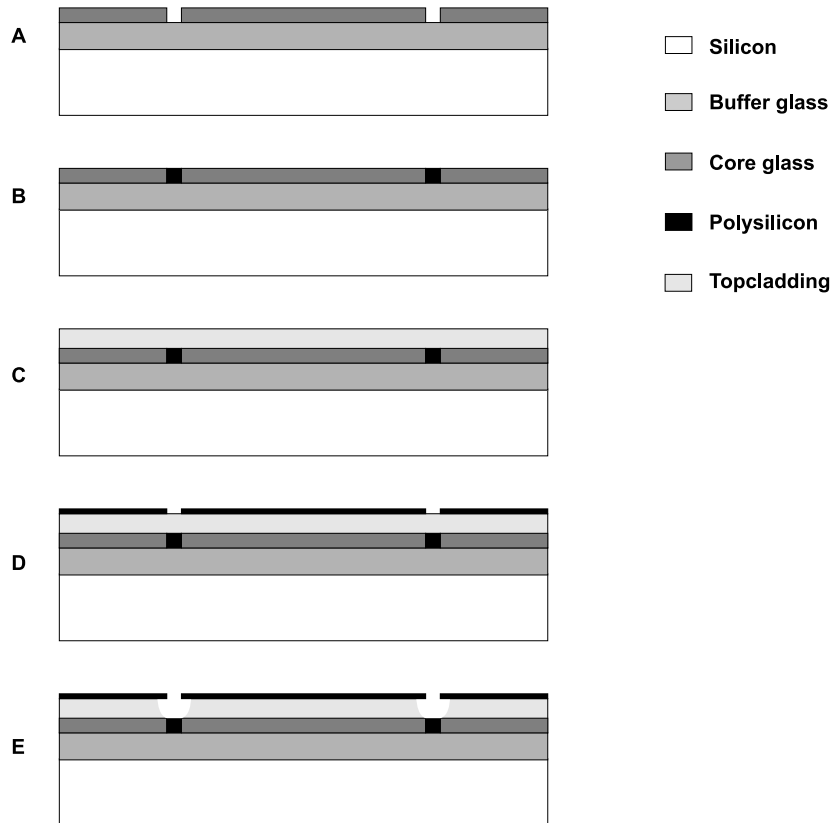 A
B
C
D
E
Silicon
Buffer glass
Core glass
Polysilicon
Topcladding